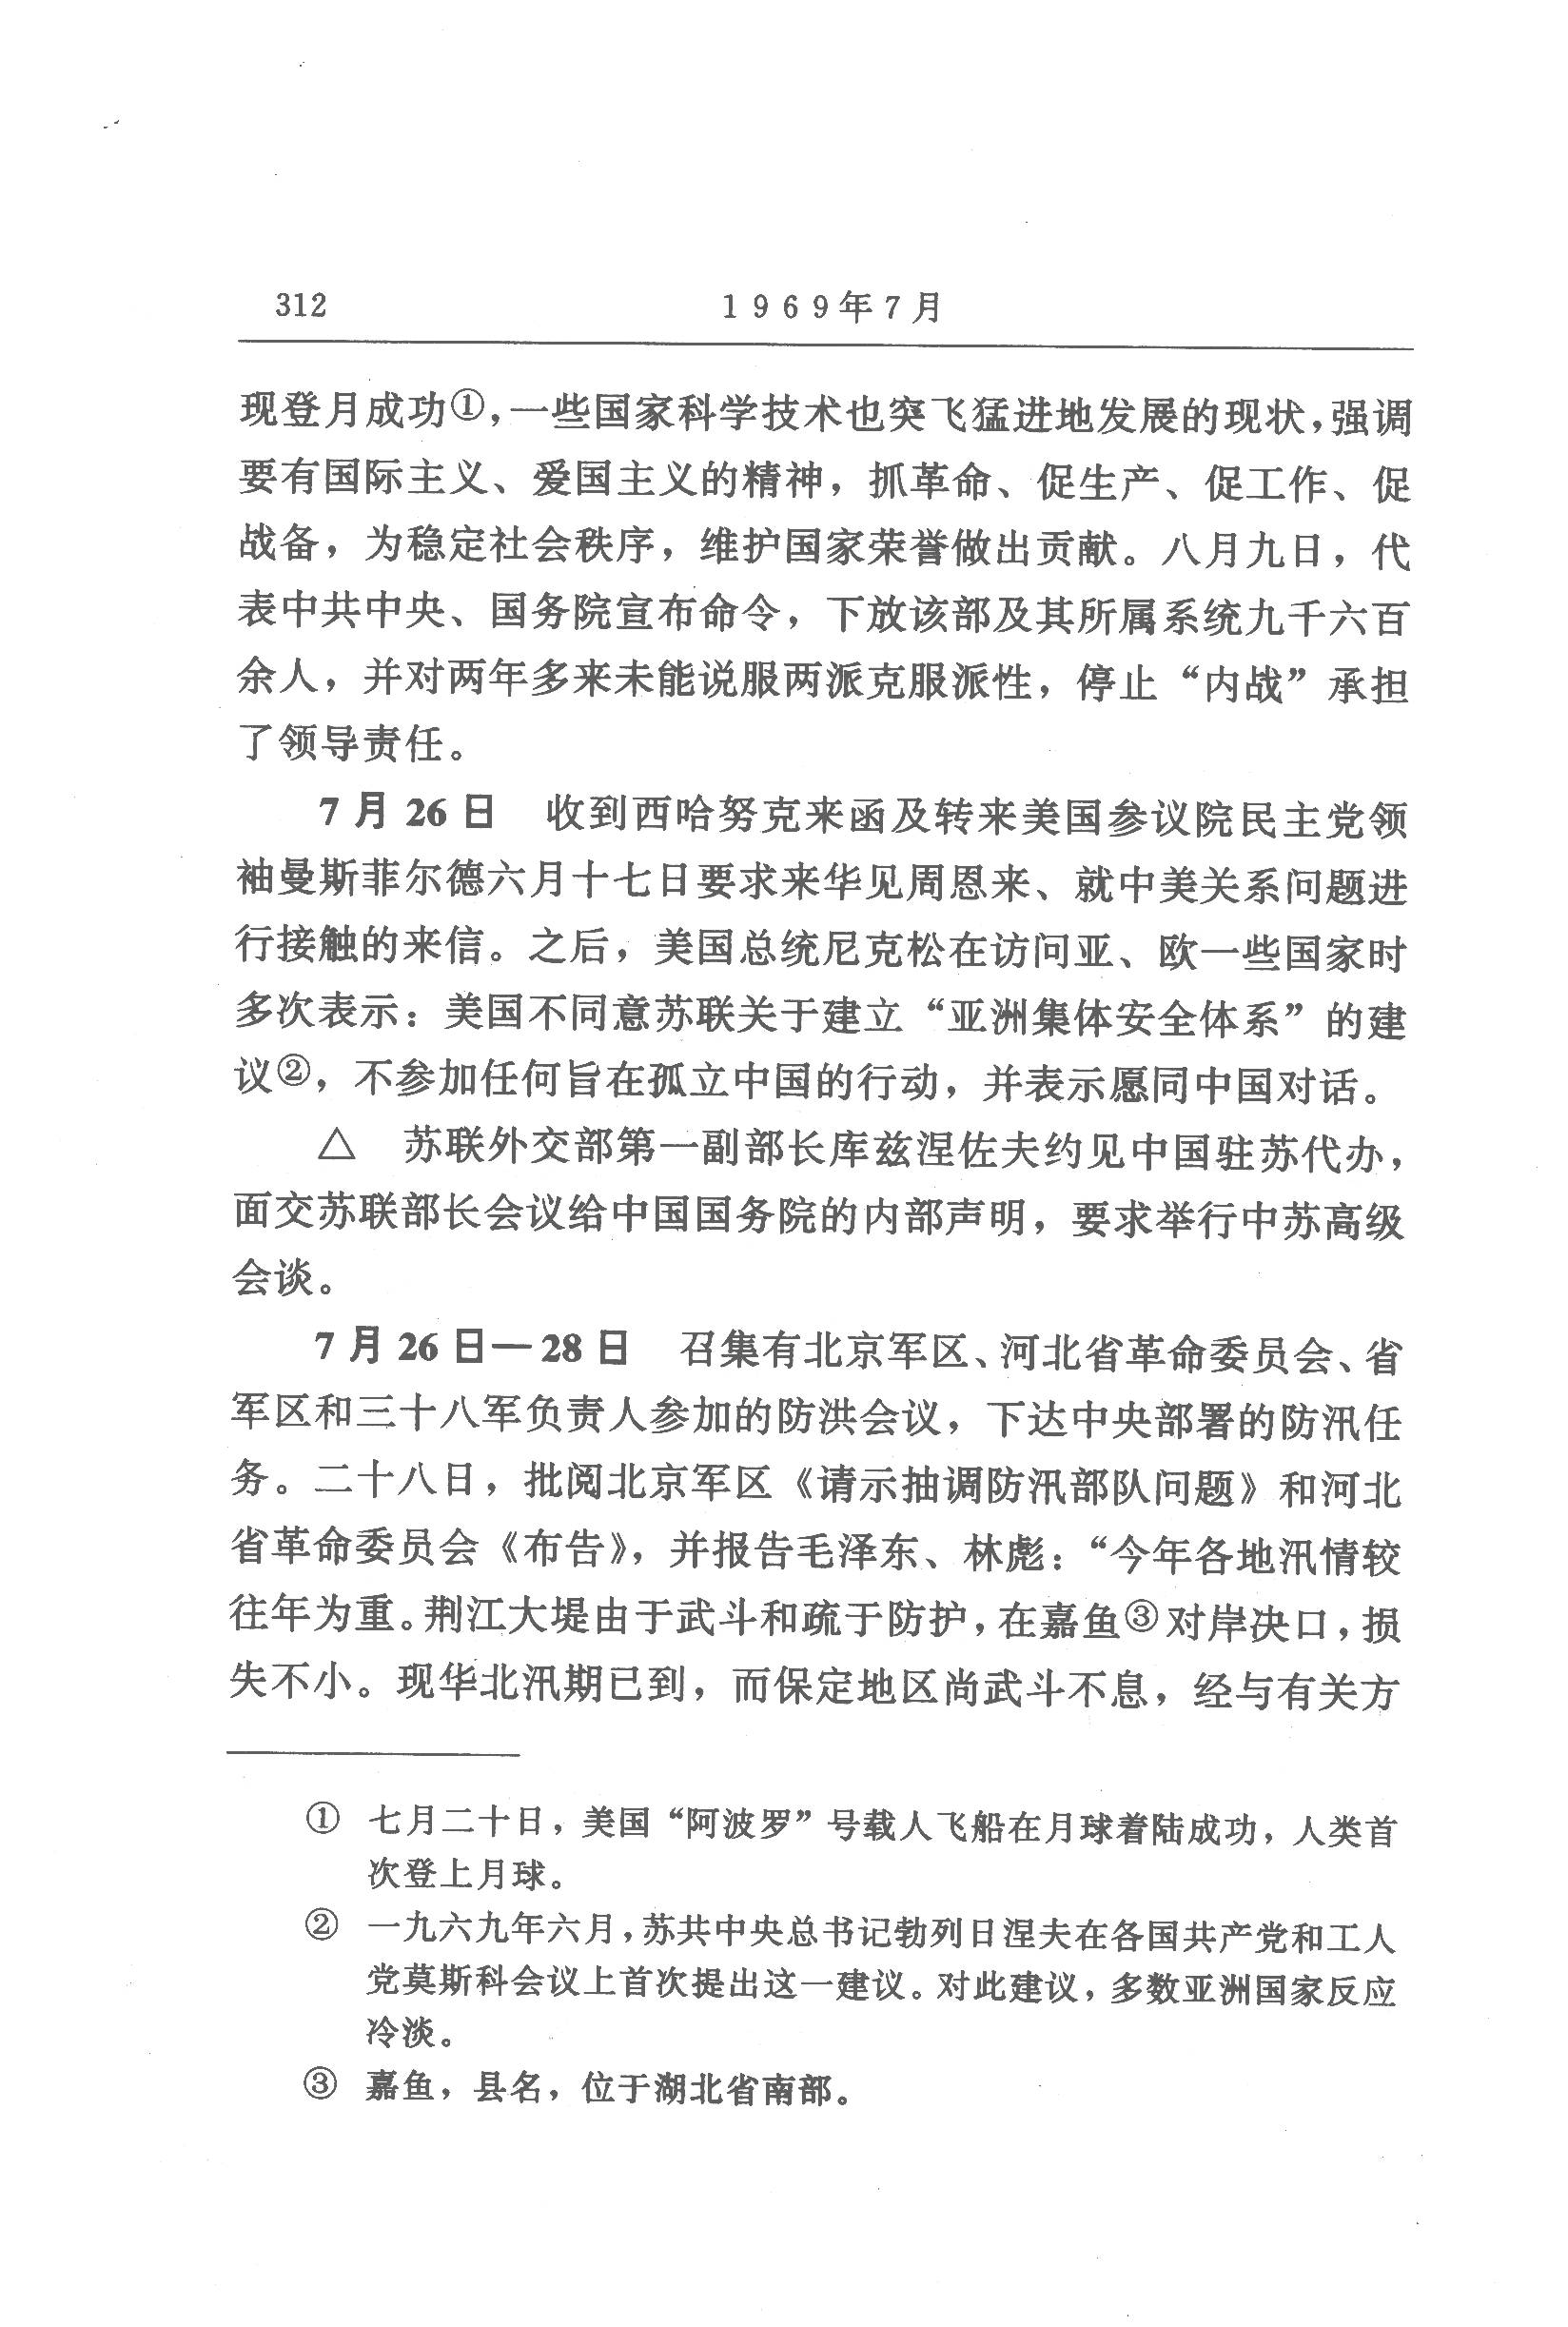 312
1969年7月
现登月成功①，一些国家科学技术也突飞猛进地发展的现状，强调
要有国际主义、爱国主义的精神，抓革命、促生产、促工作、促
战备，为稳定社会秩序，维护国家荣誉做出贡献。八月九日，代
表中共中央、国务院宣布命令，下放该部及其所属系统九千六百
余人，并对两年多来未能说服两派克服派性，停止“内战”承担
了领导责任。
7月26日 收到西哈努克来函及转来美国参议院民主党领
袖曼斯菲尔德六月十七日要求来华见周恩来、就中美关系问题进
行接触的来信。之后，美国总统尼克松在访问亚、欧一些国家时
多次表示：美国不同意苏联关于建立“亚洲集体安全体系”的建
议②，不参加任何旨在孤立中国的行动，并表示愿同中国对话。
△ 苏联外交部第一副部长库兹涅佐夫约见中国驻苏代办，
面交苏联部长会议给中国国务院的内部声明，要求举行中苏高级
会谈。
7月26日—28日 召集有北京军区、河北省革命委员会、省
军区和三十八军负责人参加的防洪会议，下达中央部署的防汛任
务。二十八日，批阅北京军区《请示抽调防汛部队问题》和河北
省革命委员会《布告》，并报告毛泽东、林彪：“今年各地汛情较
往年为重。荆江大堤由于武斗和疏于防护，在嘉鱼③对岸决口，损
失不小。现华北汛期已到，而保定地区尚武斗不息，经与有关方
① 七月二十日，美国“阿波罗”号载人飞船在月球着陆成功，人类首
次登上月球。
② 一九六九年六月，苏共中央总书记勃列日涅夫在各国共产党和工人
党莫斯科会议上首次提出这一建议。对此建议，多数亚洲国家反应
冷淡。
③ 嘉鱼，县名，位于湖北省南部。